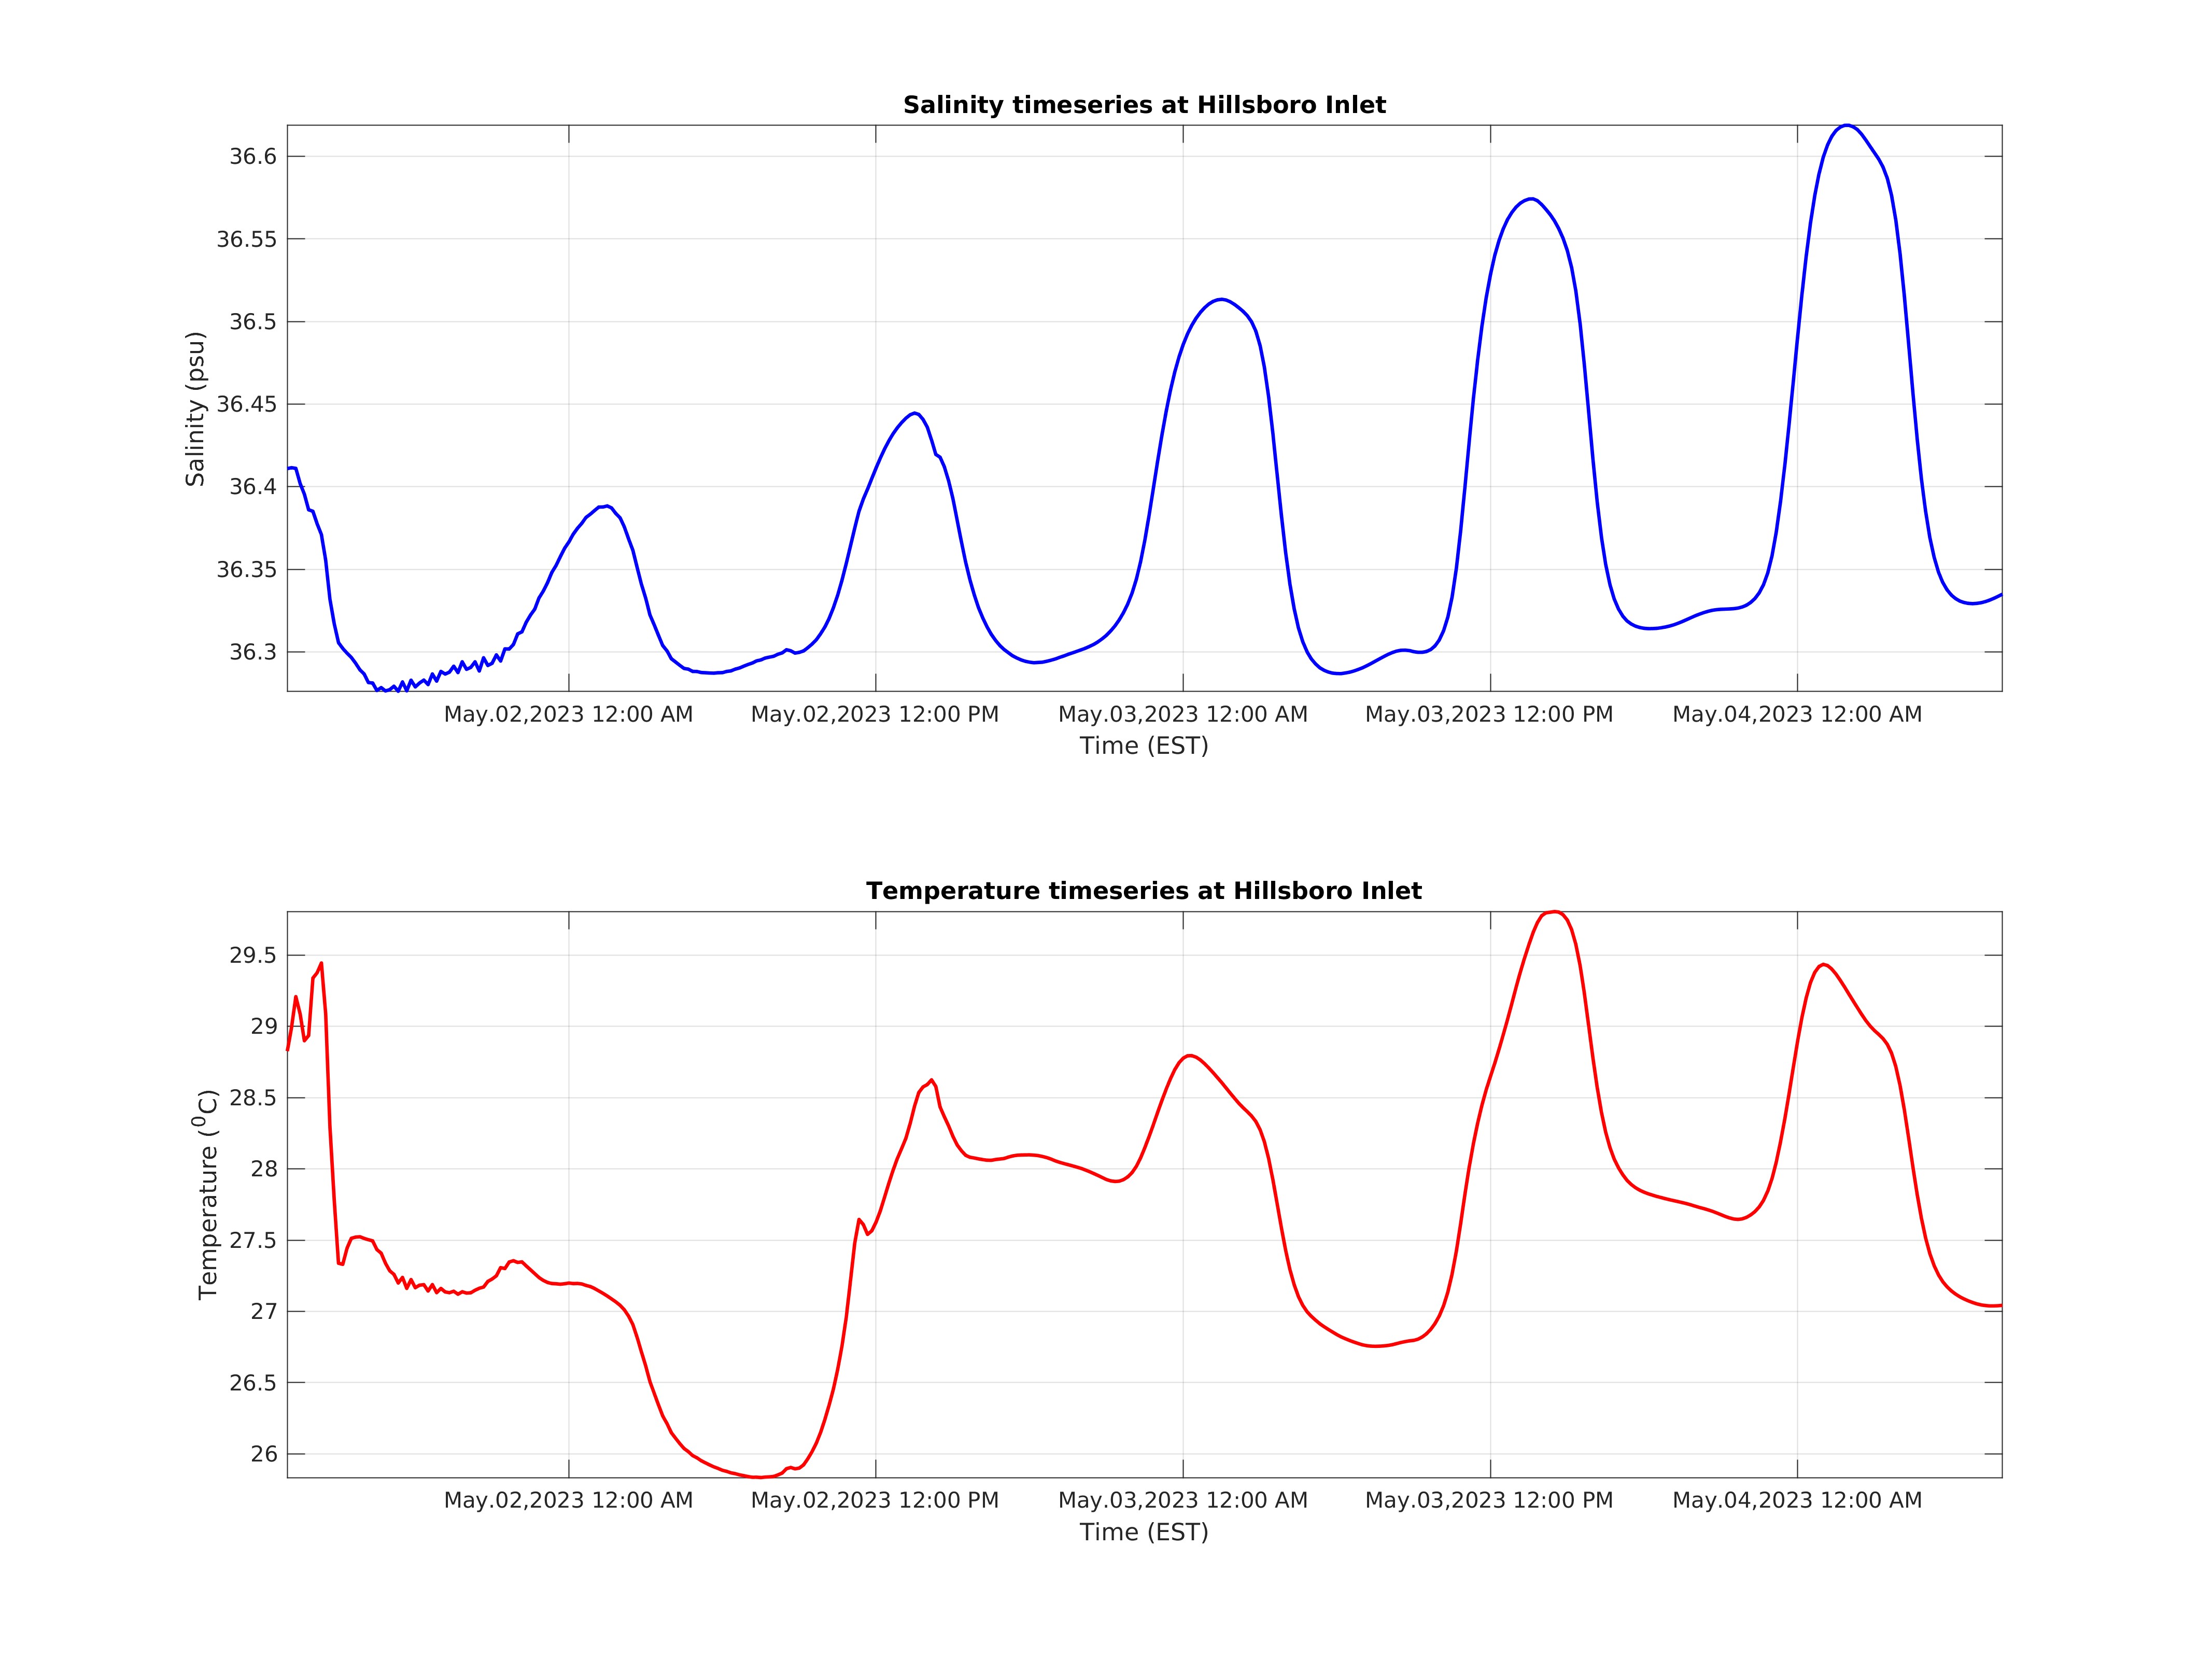 Salinity timeseries at Hillsboro Inlet
36.6
36.55
36.5
36.45
36.4
36.35
36.3
Salinity (psu)
May.02,2023 12:00 AM
May.02,2023 12:00 PM
May.03,2023 12:00 AM
May.03,2023 12:00 PM
May.04,2023 12:00 AM
Time (EST)
Temperature timeseries at Hillsboro Inlet
29.5
29
28.5
28
27.5
27
26.5
26
Temperature (⁰C)
May.02,2023 12:00 AM
May.02,2023 12:00 PM
May.03,2023 12:00 AM
May.03,2023 12:00 PM
May.04,2023 12:00 AM
Time (EST)